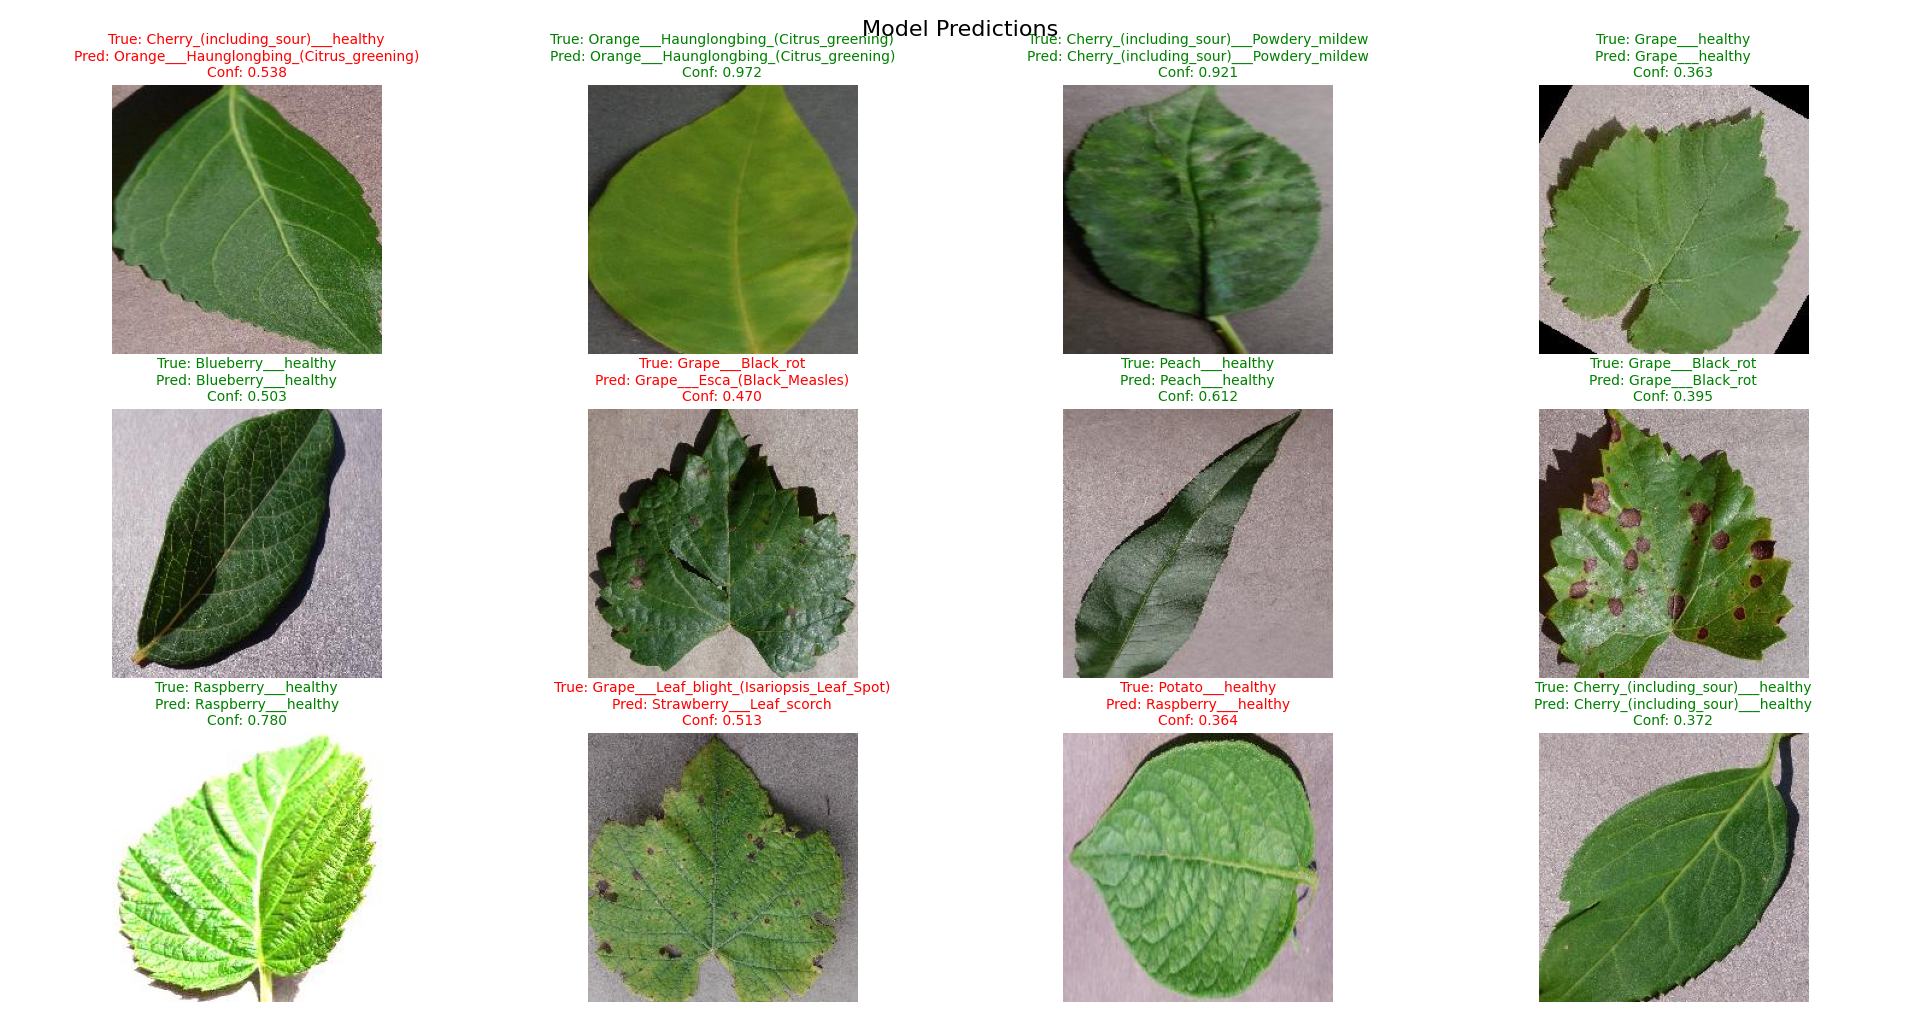 Model Predictions
True: Cherry_(including_sour)___healthy
Pred: Orange___Haunglongbing_(Citrus_greening)
Conf: 0.538
True: Orange___Haunglongbing_(Citrus_greening)
Pred: Orange___Haunglongbing_(Citrus_greening)
Conf: 0.972
True: Cherry_(including_sour)___Powdery_mildew
Pred: Cherry_(including_sour)___Powdery_mildew
Conf: 0.921
True: Grape___healthy
Pred: Grape___healthy
Conf: 0.363
True: Blueberry___healthy
Pred: Blueberry___healthy
Conf: 0.503
True: Grape___Black_rot
Pred: Grape___Esca_(Black_Measles)
Conf: 0.470
True: Peach___healthy
Pred: Peach___healthy
Conf: 0.612
True: Grape___Black_rot
Pred: Grape___Black_rot
Conf: 0.395
True: Raspberry___healthy
Pred: Raspberry___healthy
Conf: 0.780
True: Grape___Leaf_blight_(Isariopsis_Leaf_Spot)
Pred: Strawberry___Leaf_scorch
Conf: 0.513
True: Potato___healthy
Pred: Raspberry___healthy
Conf: 0.364
True: Cherry_(including_sour)___healthy
Pred: Cherry_(including_sour)___healthy
Conf: 0.372